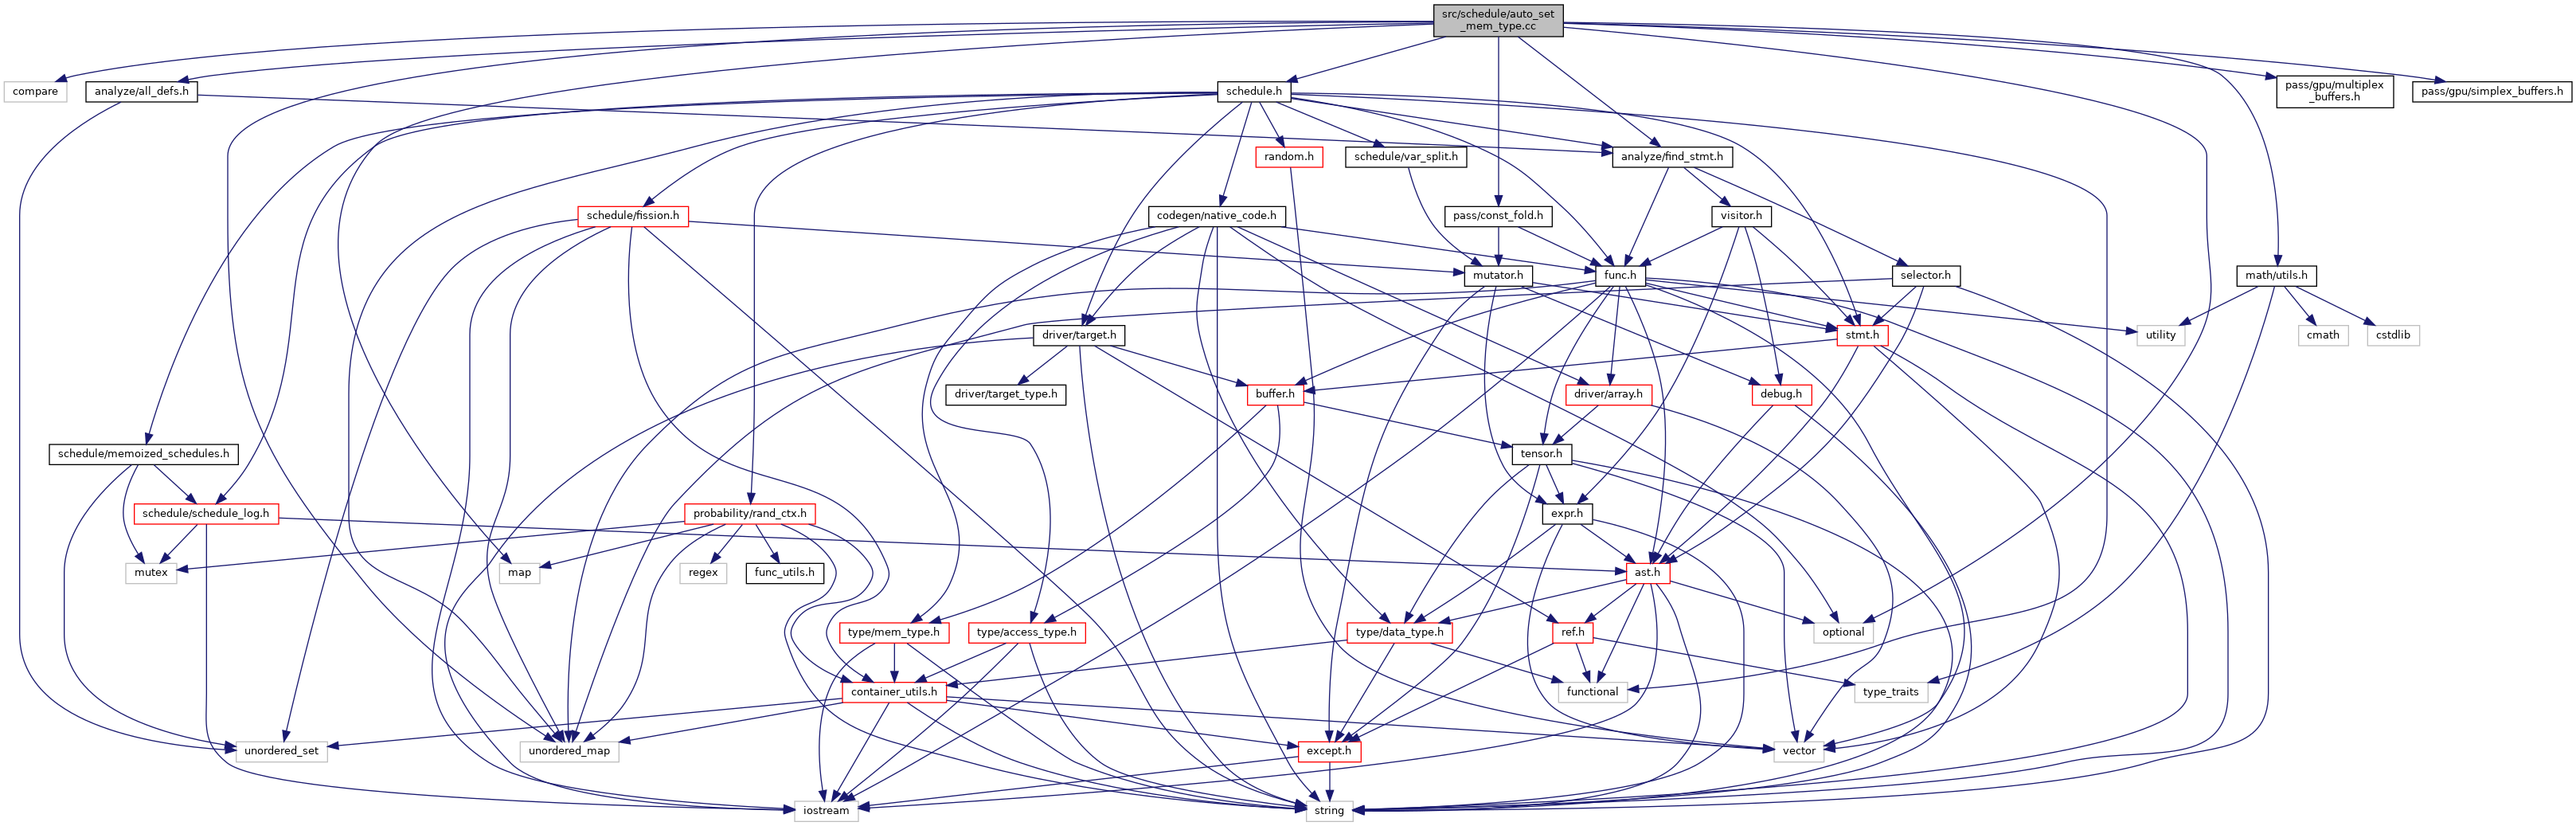 src/schedule/auto_set
_mem_type.cc
compare
analyze/all_defs.h
schedule.h
pass/gpu/multiplex
_buffers.h
pass/gpu/simplex_buffers.h
random.h
schedule/var_split.h
analyze/find_stmt.h
schedule/fission.h
codegen/native_code.h
pass/const_fold.h
visitor.h
mutator.h
func.h
selector.h
math/utils.h
driver/target.h
stmt.h
utility
cmath
cstdlib
driver/target_type.h
buffer.h
driver/array.h
debug.h
schedule/memoized_schedules.h
tensor.h
schedule/schedule_log.h
probability/rand_ctx.h
expr.h
mutex
map
regex
func_utils.h
ast.h
type/mem_type.h
type/access_type.h
type/data_type.h
ref.h
optional
container_utils.h
functional
type_traits
unordered_set
unordered_map
except.h
vector
iostream
string